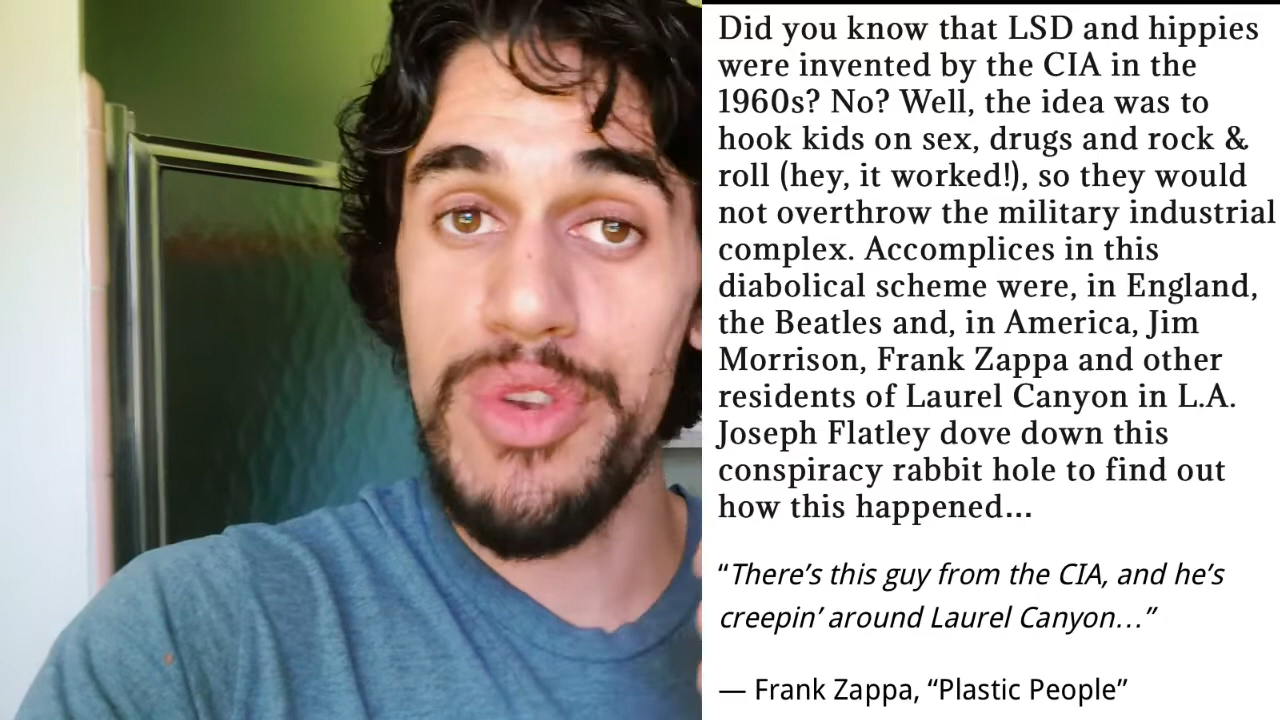 Did you know that LSD and hippies
were invented by the CIA in the
1960s? No? Well, the idea was to
hook kids on sex, drugs and rock &
roll (hey, it worked!), so they would
not overthrow the military industrial
complex. Accomplices in this
diabolical scheme were, in England,
the Beatles and, in America, Jim
Morrison, Frank Zappa and other
residents of Laurel Canyon in L.A.
Joseph Flatley dove down this
conspiracy rabbit hole to find out
how this happened...
“There’s this guy from the CIA, and he’s
creepin’ around Laurel Canyon…”
— Frank Zappa, “Plastic People”